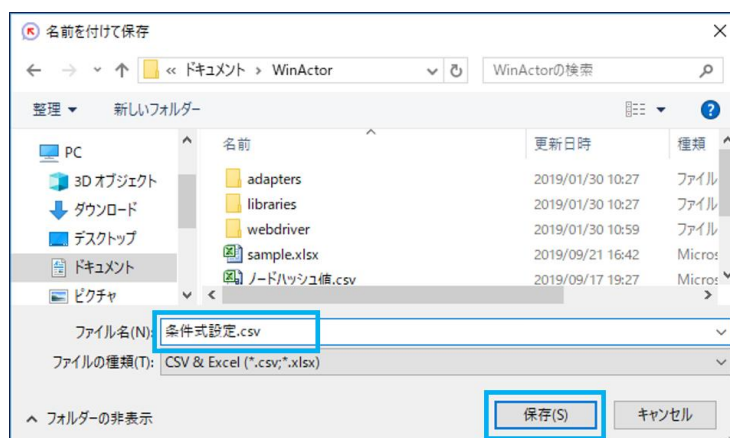 名前を付けて保存
« ドキュメント › WinActor
WinActorの検索
整理 新しいフォルダー
PC
3D オブジェクト
ダウンロード
デスクトップ
ドキュメント
ピクチャ
名前 更新日時 種類
adapters 2019/01/30 10:27 ファイル
libraries 2019/01/30 10:27 ファイル
webdriver 2019/01/30 10:59 ファイル
sample.xlsx 2019/09/21 16:42 Micros
ノードハッシュ値.csv 2019/09/17 19:27 Micros
ファイル名(N): 条件式設定.csv
ファイルの種類(T): CSV & Excel (*.csv;*.xlsx)
フォルダーの非表示
保存(S) キャンセル